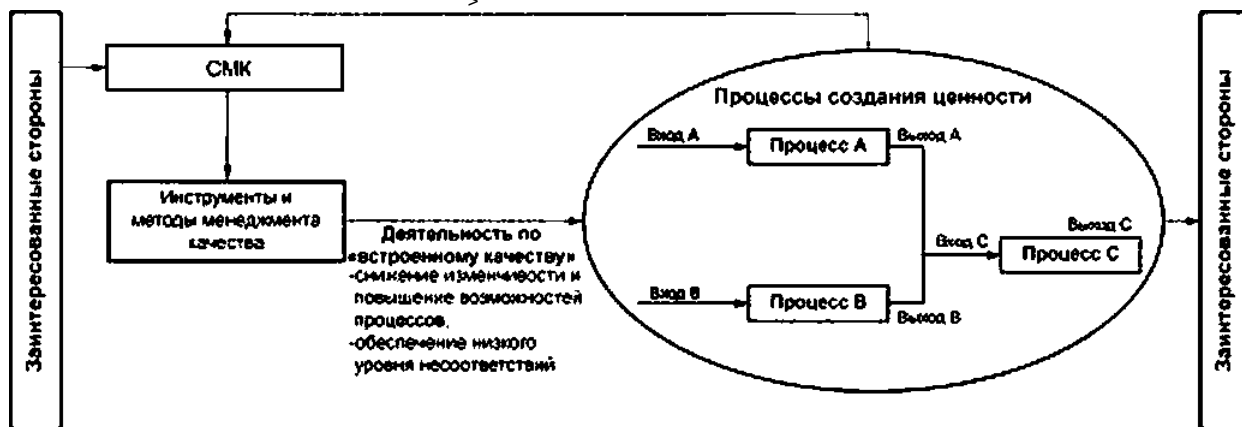 Заинтересованные стороны
СМК
Инструменты и
методы менеджмента
качества
Деятельность по
«встроенному качеству»
-снижение изменчивости и
повышение возможностей
процессов,
-обеспечение низкого
уровня несоответствий
Процессы создания ценности
Вход А
Процесс А
Выход А
Вход В
Процесс В
Выход В
Вход С
Процесс С
Выход С
Заинтересованные стороны